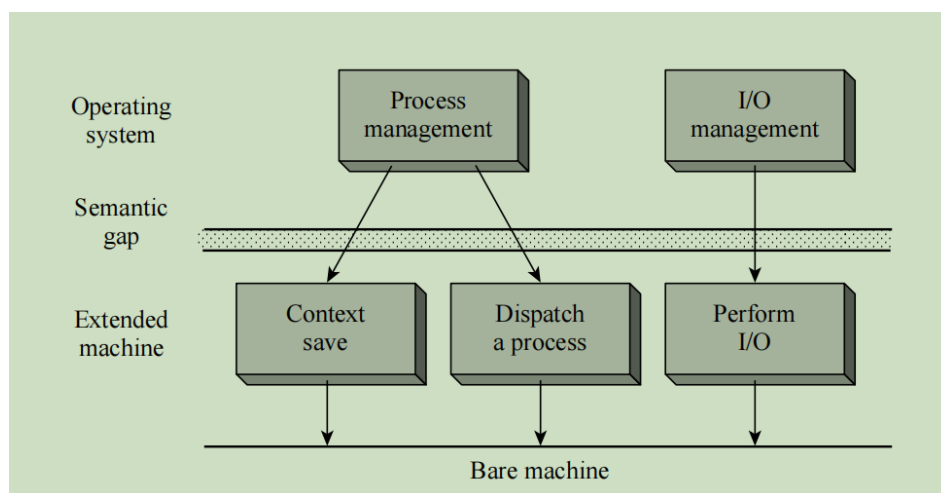 Operating
system
Process
management
I/O
management
Semantic
gap
Extended
machine
Context
save
Dispatch
a process
Perform
I/O
Bare machine